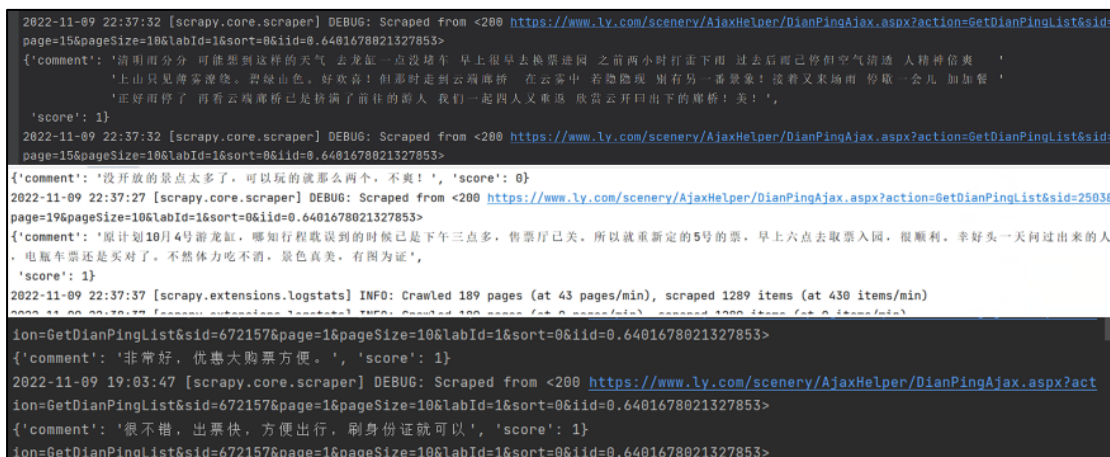 2022-11-09 22:37:32 [scrapy.core.scraper] DEBUG: Scraped from <200 https://www.ly.com/scenery/AjaxHelper/DianPingAjax.aspx?action=GetDianPingList&sid=
page=15&pageSize=10&labId=1&sort=0&iid=0.6401678021327853>
{'comment': '清明雨分分 可能想到这样的天气 去龙缸一点没堵车 早上很早去换票进园 之前两小时打雷下雨 过去后雨已停但空气清透 人精神倍爽 '
'上山只见薄雾潦绕。碧绿山色。好欢喜!但那时走到云端廊桥 在云雾中 若隐隐现 别有另一番景象!接着又来场雨 停歇一会儿 加加餐 '
'正好雨停了 再看云端廊桥已是挤满了前往的游人 我们一起四人又重返 欣赏云开日出下的廊桥!美!',
'score': 1}
2022-11-09 22:37:32 [scrapy.core.scraper] DEBUG: Scraped from <200 https://www.ly.com/scenery/AjaxHelper/DianPingAjax.aspx?action=GetDianPingList&sid=
page=15&pageSize=10&labId=1&sort=0&iid=0.6401678021327853>
{'comment': '没开放的景点太多了，可以玩的就那么两个，不爽!', 'score': 0}
2022-11-09 22:37:27 [scrapy.core.scraper] DEBUG: Scraped from <200 https://www.ly.com/scenery/AjaxHelper/DianPingAjax.aspx?action=GetDianPingList&sid=25038
page=19&pageSize=10&labId=1&sort=0&iid=0.6401678021327853>
{'comment': '原计划10月4号游龙缸，哪知行程耽误到的时候已是下午三点多，售票厅已关。所以就重新定的5号的票，早上六点去取票入园，很顺利。幸好头一天问过出来的人
，电瓶车票还是买对了。不然体力吃不消，景色真美，有图为证',
'score': 1}
2022-11-09 22:37:37 [scrapy.extensions.logstats] INFO: Crawled 189 pages (at 43 pages/min), scraped 1289 items (at 430 items/min)
ion=GetDianPingList&sid=672157&page=1&pageSize=10&labId=1&sort=0&iid=0.6401678021327853>
{'comment': '非常好，优惠大购票方便。', 'score': 1}
2022-11-09 19:03:47 [scrapy.core.scraper] DEBUG: Scraped from <200 https://www.ly.com/scenery/AjaxHelper/DianPingAjax.aspx?act
ion=GetDianPingList&sid=672157&page=1&pageSize=10&labId=1&sort=0&iid=0.6401678021327853>
{'comment': '很不错，出票快，方便出行，刷身份证就可以', 'score': 1}
ion=GetDianPingList&sid=672157&page=1&pageSize=10&labId=1&sort=0&iid=0.6401678021327853>